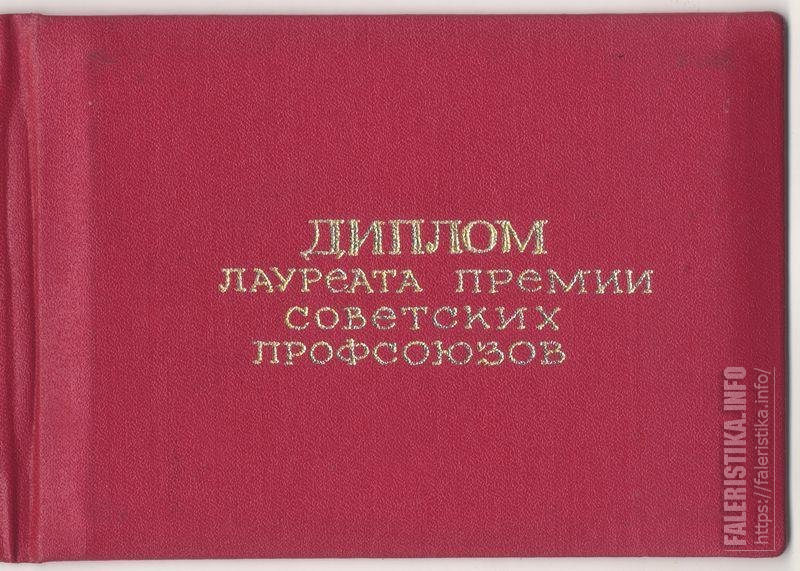 ДИПЛОМ
ЛАУРеАТА ПРеМИИ
СОВеТСКИХ
ПРОФСОЮЗОВ
FALERISTIKA.INFO
https://faleristika.info/